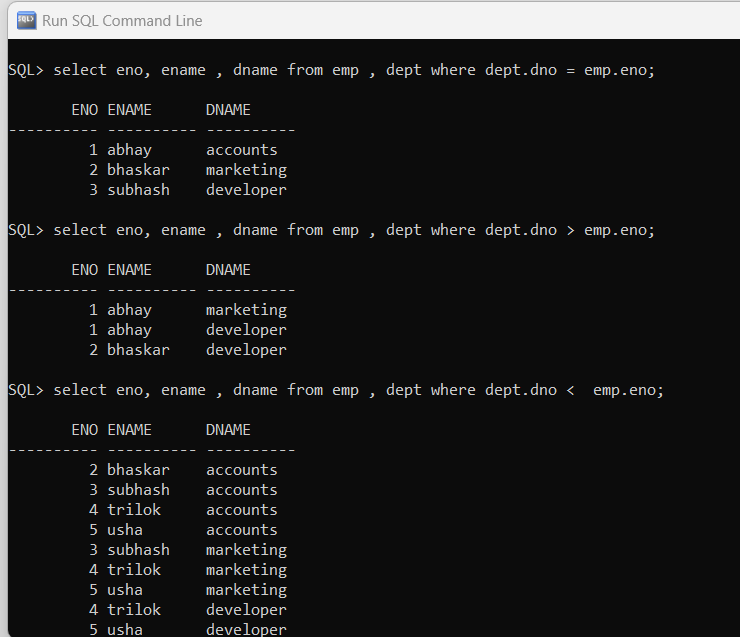 Run SQL Command Line
SQL> select eno, ename , dname from emp , dept where dept.dno = emp.eno;
       ENO ENAME      DNAME
---------- ---------- ----------
         1 abhay      accounts
         2 bhaskar    marketing
         3 subhash    developer
SQL> select eno, ename , dname from emp , dept where dept.dno > emp.eno;
       ENO ENAME      DNAME
---------- ---------- ----------
         1 abhay      marketing
         1 abhay      developer
         2 bhaskar    developer
SQL> select eno, ename , dname from emp , dept where dept.dno <  emp.eno;
       ENO ENAME      DNAME
---------- ---------- ----------
         2 bhaskar    accounts
         3 subhash    accounts
         4 trilok     accounts
         5 usha       accounts
         3 subhash    marketing
         4 trilok     marketing
         5 usha       marketing
         4 trilok     developer
         5 usha       developer